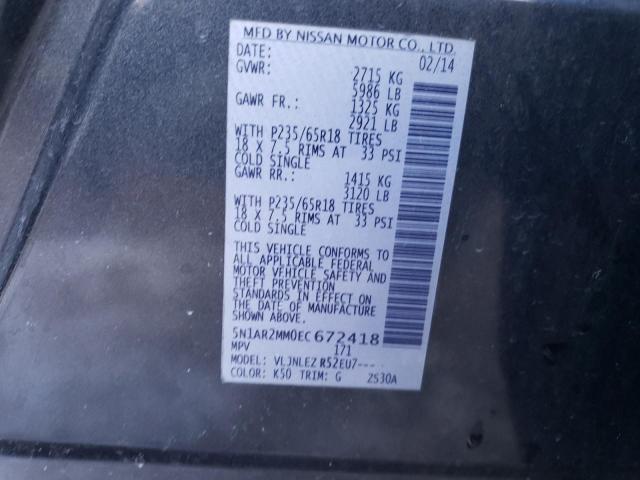 MFD BY NISSAN MOTOR CO., LTD.
DATE: 02/14
GVWR: 2715 KG
5986 LB
GAWR FR.: 1325 KG
2921 LB
WITH P235/65R18 TIRES
18 X 7.5 RIMS AT 33 PSI
COLD SINGLE
GAWR RR.: 1415 KG
3120 LB
WITH P235/65R18 TIRES
18 X 7.5 RIMS AT 33 PSI
COLD SINGLE
THIS VEHICLE CONFORMS TO
ALL APPLICABLE FEDERAL
MOTOR VEHICLE SAFETY AND
THEFT PREVENTION
STANDARDS IN EFFECT ON
THE DATE OF MANUFACTURE
SHOWN ABOVE.
5N1AR2MM0EC672418
MPV 171
MODEL: VLJNLEZ R52EU7----
COLOR: K50 TRIM: G 2S30A